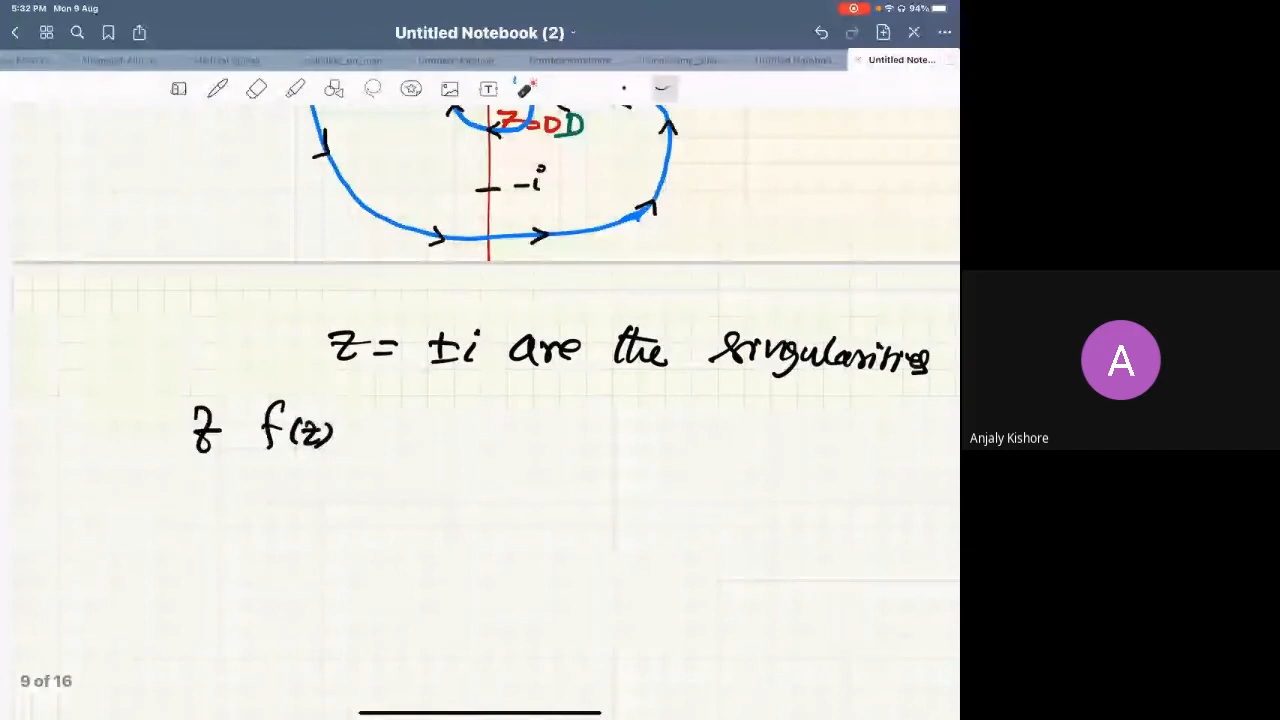 5:32 PM Mon 9 Aug
94%
Untitled Notebook (2)
Untitled Note...
T
Z=0 D
-i
z = ±i are the singularities
z f(z)
A
Anjaly Kishore
9 of 16